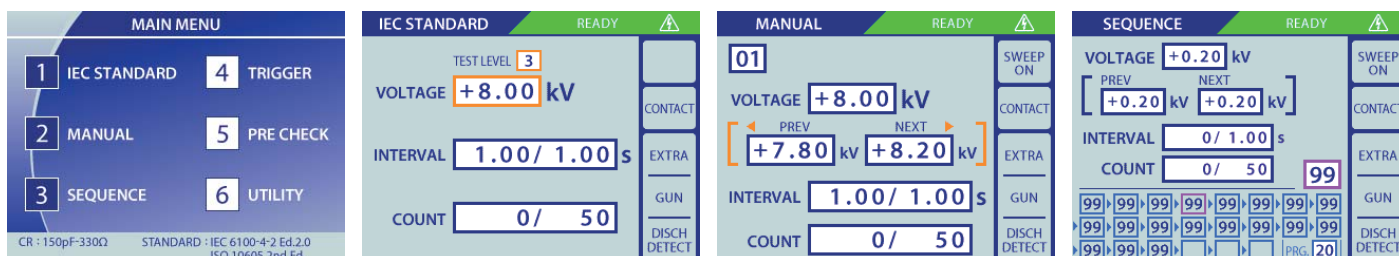 MAIN MENU
1 IEC STANDARD 4 TRIGGER
2 MANUAL 5 PRE CHECK
3 SEQUENCE 6 UTILITY
CR : 150pF-330Ω STANDARD : IEC 6100-4-2 Ed.2.0
ISO 10605 2nd Ed
IEC STANDARD READY
TEST LEVEL 3
VOLTAGE +8.00 kV
CONTACT
INTERVAL 1.00/ 1.00 s
EXTRA
GUN
COUNT 0/ 50
DISCH
DETECT
MANUAL READY
01
SWEEP
ON
VOLTAGE +8.00 kV
CONTACT
PREV NEXT
+7.80 kV +8.20 kV
EXTRA
INTERVAL 1.00/ 1.00 s
GUN
COUNT 0/ 50
DISCH
DETECT
SEQUENCE READY
VOLTAGE +0.20 kV
SWEEP
ON
PREV NEXT
+0.20 kV +0.20 kV
CONTACT
INTERVAL 0/ 1.00 s
EXTRA
COUNT 0/ 50
99
99 99 99 99 99 99 99 99
GUN
99 99 99 99 99 99 99 99
DISCH
DETECT
99 99 99 PRG. 20